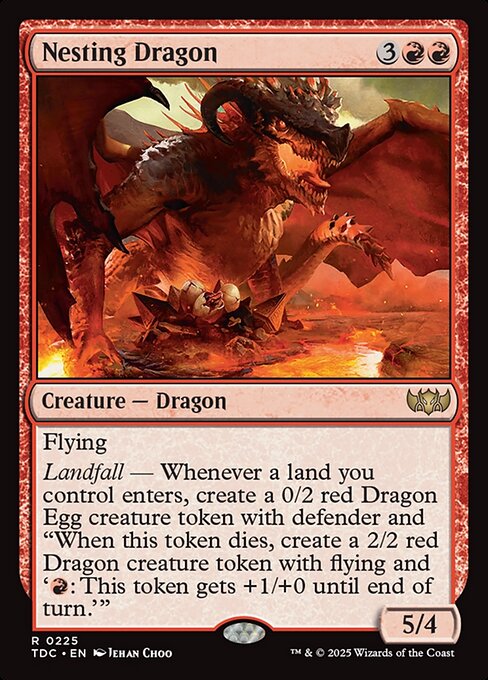 Nesting Dragon 3
Creature — Dragon
Flying
Landfall — Whenever a land you
control enters, create a 0/2 red Dragon
Egg creature token with defender and
“When this token dies, create a 2/2 red
Dragon creature token with flying and
‘: This token gets +1/+0 until end of
turn.’”
5/4
R 0225
TDC • EN Jehan Choo
™ & © 2025 Wizards of the Coast